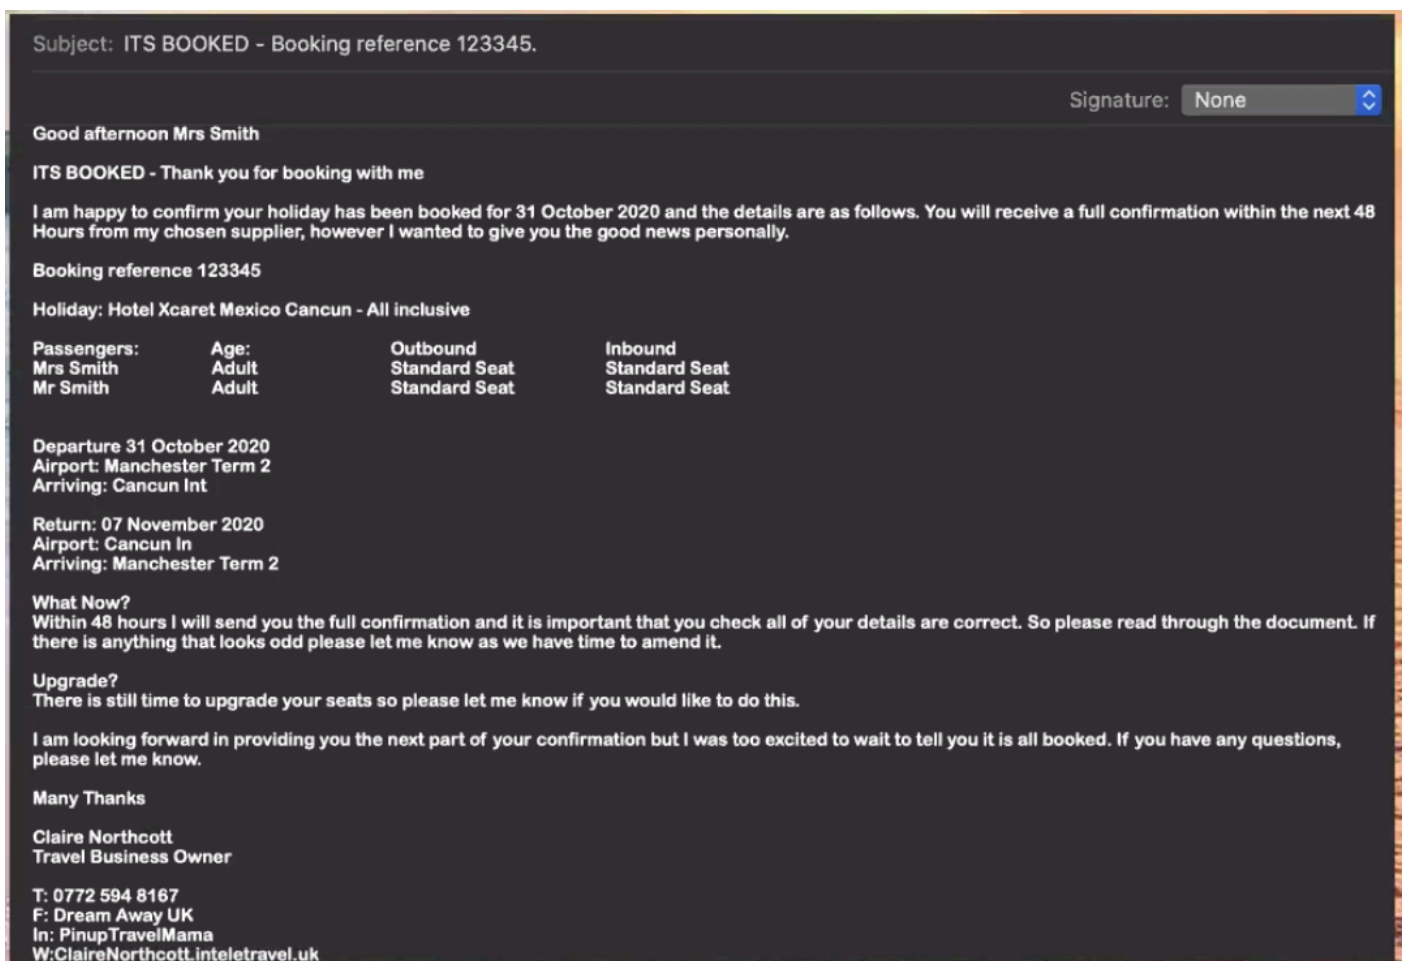 Subject: ITS BOOKED - Booking reference 123345.
Signature: None
Good afternoon Mrs Smith
ITS BOOKED - Thank you for booking with me
I am happy to confirm your holiday has been booked for 31 October 2020 and the details are as follows. You will receive a full confirmation within the next 48
Hours from my chosen supplier, however I wanted to give you the good news personally.
Booking reference 123345
Holiday: Hotel Xcaret Mexico Cancun - All inclusive
Passengers: Age: Outbound Inbound
Mrs Smith Adult Standard Seat Standard Seat
Mr Smith Adult Standard Seat Standard Seat
Departure 31 October 2020
Airport: Manchester Term 2
Arriving: Cancun Int
Return: 07 November 2020
Airport: Cancun In
Arriving: Manchester Term 2
What Now?
Within 48 hours I will send you the full confirmation and it is important that you check all of your details are correct. So please read through the document. If
there is anything that looks odd please let me know as we have time to amend it.
Upgrade?
There is still time to upgrade your seats so please let me know if you would like to do this.
I am looking forward in providing you the next part of your confirmation but I was too excited to wait to tell you it is all booked. If you have any questions,
please let me know.
Many Thanks
Claire Northcott
Travel Business Owner
T: 0772 594 8167
F: Dream Away UK
In: PinupTravelMama
W:ClaireNorthcott.inteletravel.uk